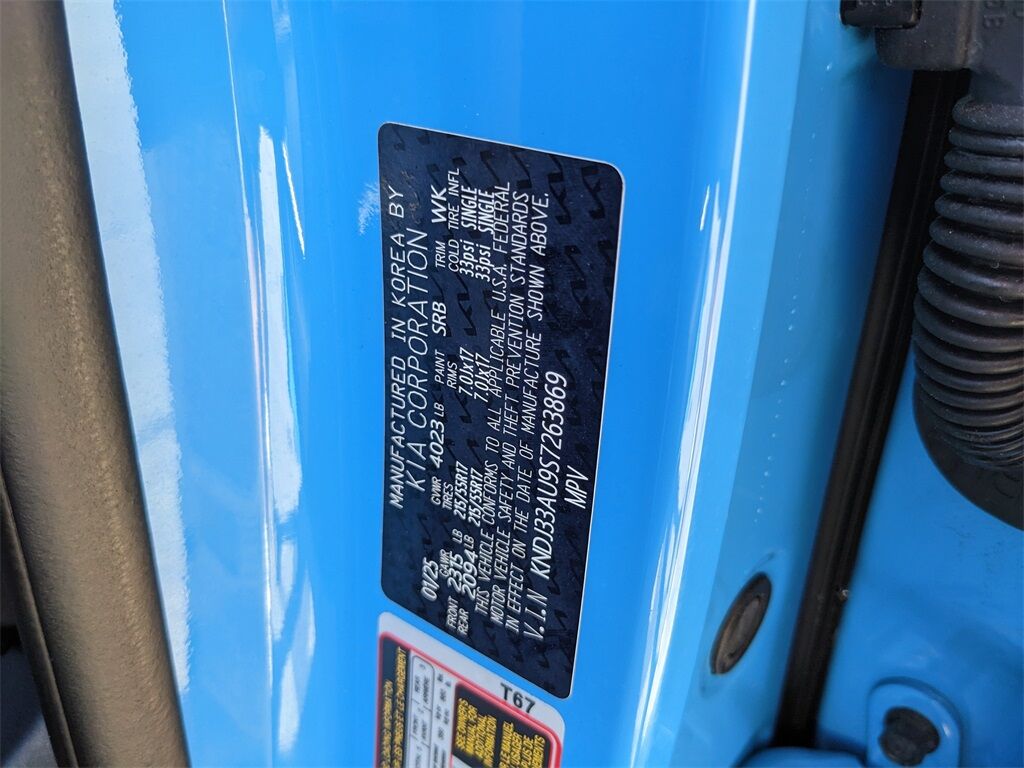 MANUFACTURED IN KOREA BY
KIA CORPORATION
01/25 GVWR 4023 LB PAINT SRB TRIM WK
GAWR TIRES RIMS COLD TIRE INFL
FRONT 2315 LB 215/55R17 7.0Jx17 33psi SINGLE
REAR 2094 LB 215/55R17 7.0Jx17 33psi SINGLE
THIS VEHICLE CONFORMS TO ALL APPLICABLE U.S.A. FEDERAL
MOTOR VEHICLE SAFETY AND THEFT PREVENTION STANDARDS
IN EFFECT ON THE DATE OF MANUFACTURE SHOWN ABOVE.
V.I.N KNDJ33AU9S7263869
MPV
T67